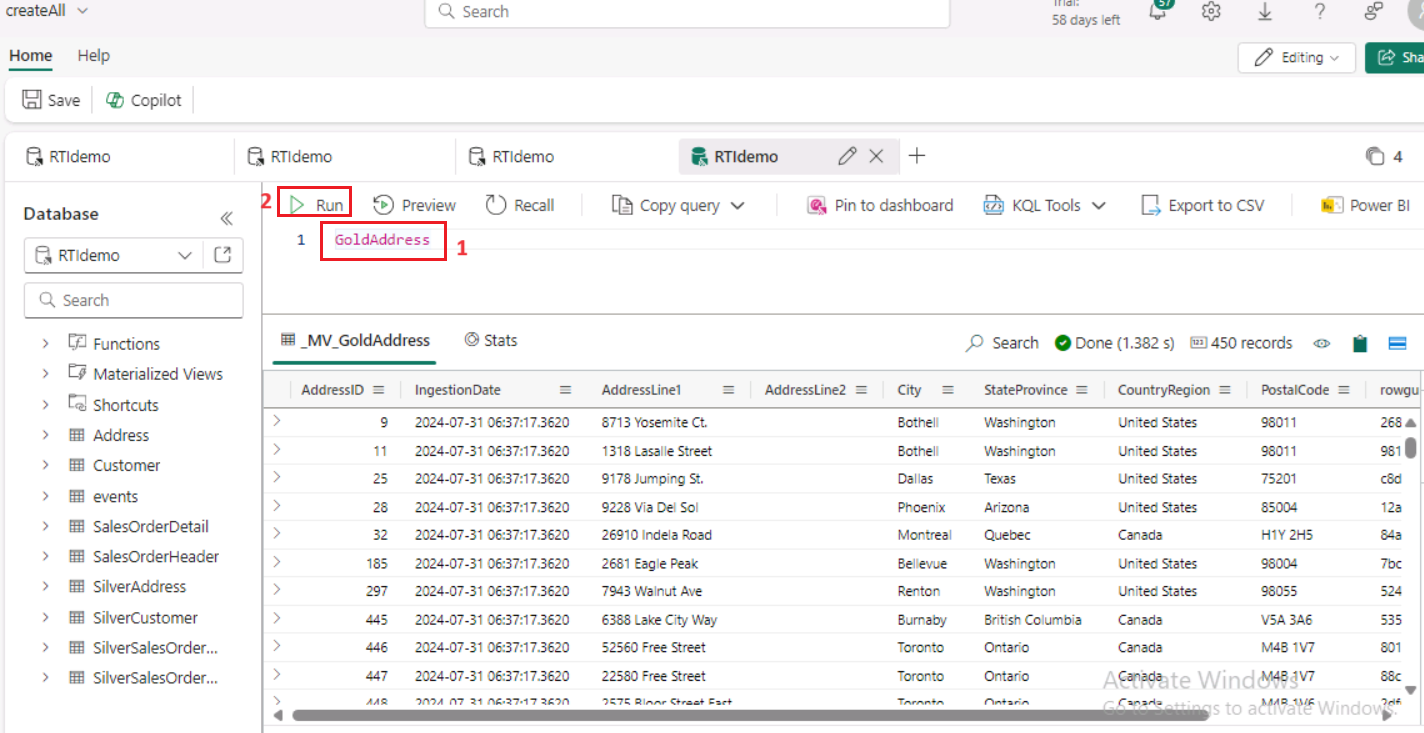 createAll
Search
Trial:
58 days left
57
?
Home
Help
Editing
Sha
Save
Copilot
RTIdemo
RTIdemo
RTIdemo
RTIdemo
4
Database
RTIdemo
Search
Functions
Materialized Views
Shortcuts
Address
Customer
events
SalesOrderDetail
SalesOrderHeader
SilverAddress
SilverCustomer
SilverSalesOrder...
SilverSalesOrder...
2 Run Preview Recall Copy query Pin to dashboard KQL Tools Export to CSV Power BI
1 GoldAddress 1
_MV_GoldAddress Stats
Search Done (1.382 s) 123 450 records
AddressID IngestionDate AddressLine1 AddressLine2 City StateProvince CountryRegion PostalCode rowgu
9 2024-07-31 06:37:17.3620 8713 Yosemite Ct. Bothell Washington United States 98011 268
11 2024-07-31 06:37:17.3620 1318 Lasalle Street Bothell Washington United States 98011 981
25 2024-07-31 06:37:17.3620 9178 Jumping St. Dallas Texas United States 75201 c8d
28 2024-07-31 06:37:17.3620 9228 Via Del Sol Phoenix Arizona United States 85004 12a
32 2024-07-31 06:37:17.3620 26910 Indela Road Montreal Quebec Canada H1Y 2H5 84a
185 2024-07-31 06:37:17.3620 2681 Eagle Peak Bellevue Washington United States 98004 7bc
297 2024-07-31 06:37:17.3620 7943 Walnut Ave Renton Washington United States 98055 524
445 2024-07-31 06:37:17.3620 6388 Lake City Way Burnaby British Columbia Canada V5A 3A6 535
446 2024-07-31 06:37:17.3620 52560 Free Street Toronto Ontario Canada M4B 1V7 801
447 2024-07-31 06:37:17.3620 22580 Free Street Toronto Ontario Canada M4B 1V7 88c
448 2024-07-31 06:37:17.3620 2575 Bloor Street East Toronto Ontario Canada M4B 1V6 2df
Activate Windows
Go to Settings to activate Windows.